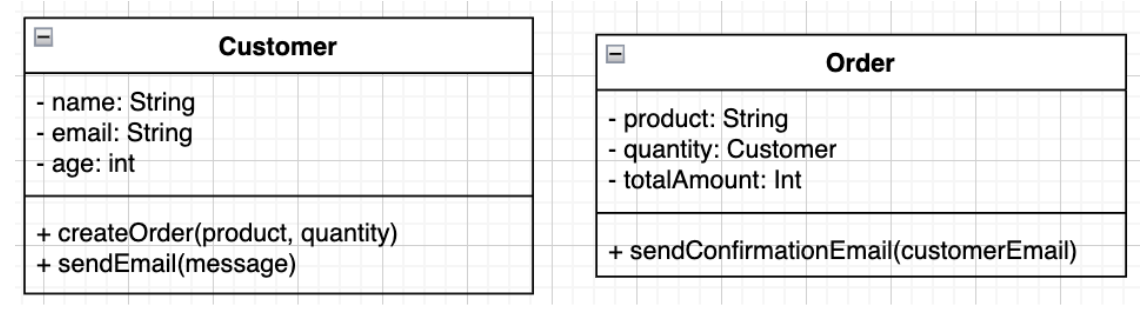 Customer
- name: String
- email: String
- age: int
+ createOrder(product, quantity)
+ sendEmail(message)
Order
- product: String
- quantity: Customer
- totalAmount: Int
+ sendConfirmationEmail(customerEmail)